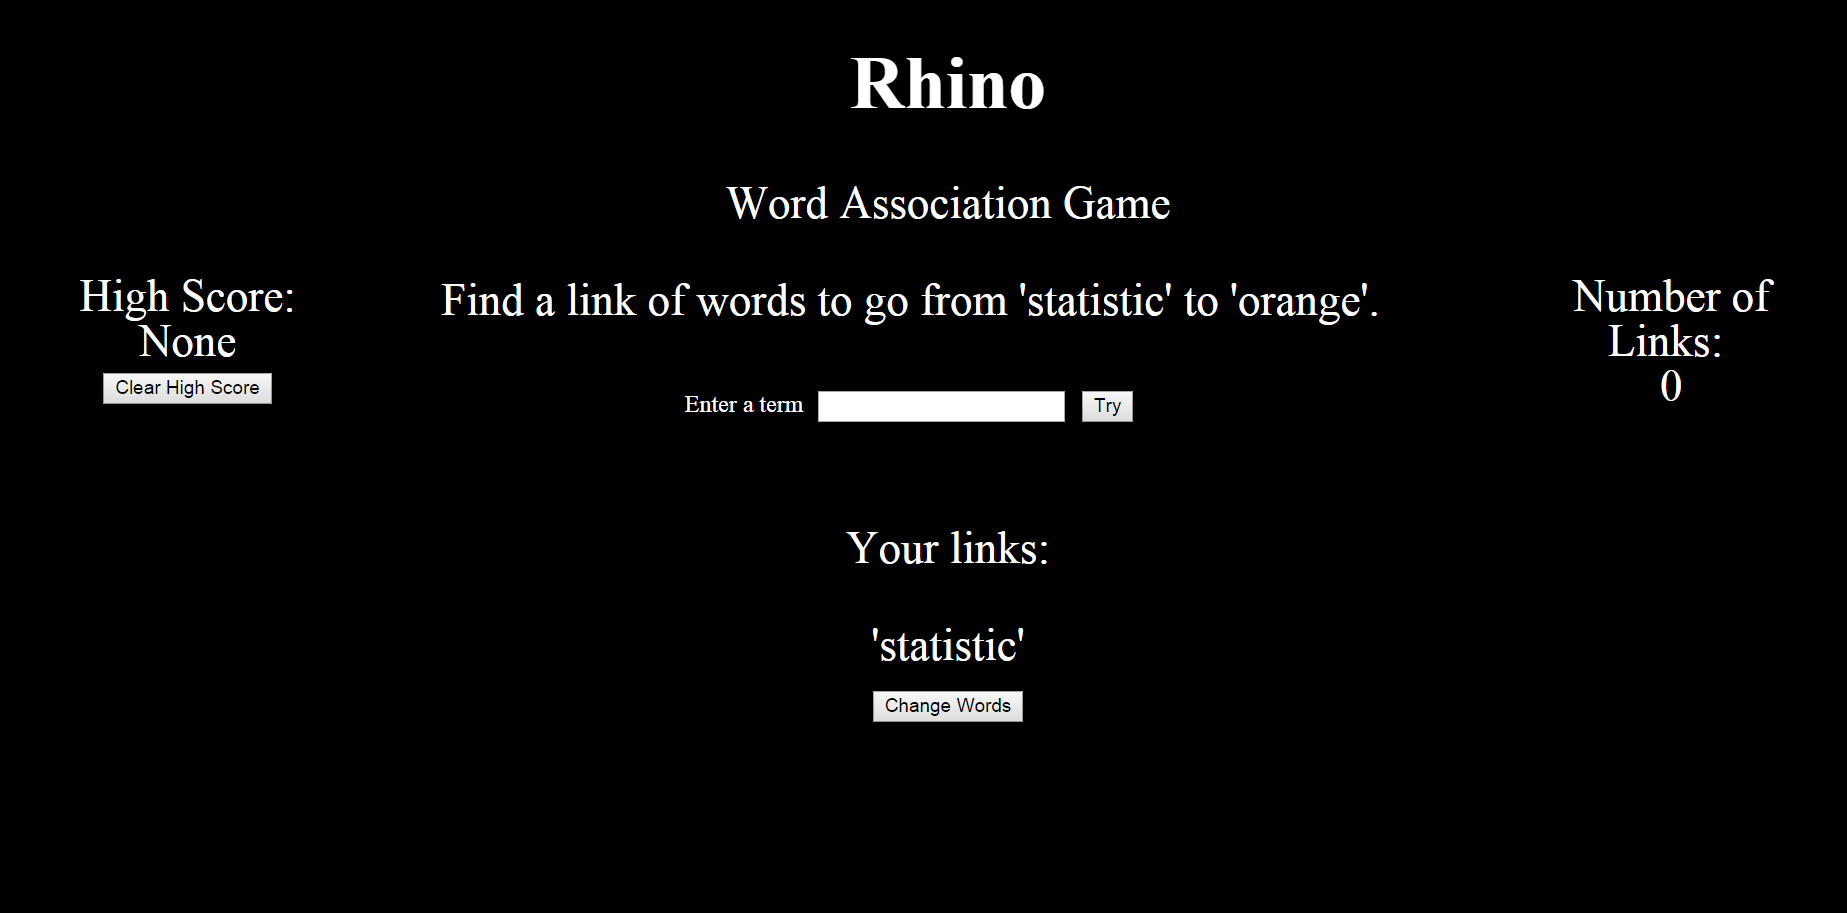 Rhino
Word Association Game
High Score:
None
Clear High Score
Find a link of words to go from 'statistic' to 'orange'.
Enter a term
Try
Number of
Links:
0
Your links:
'statistic'
Change Words